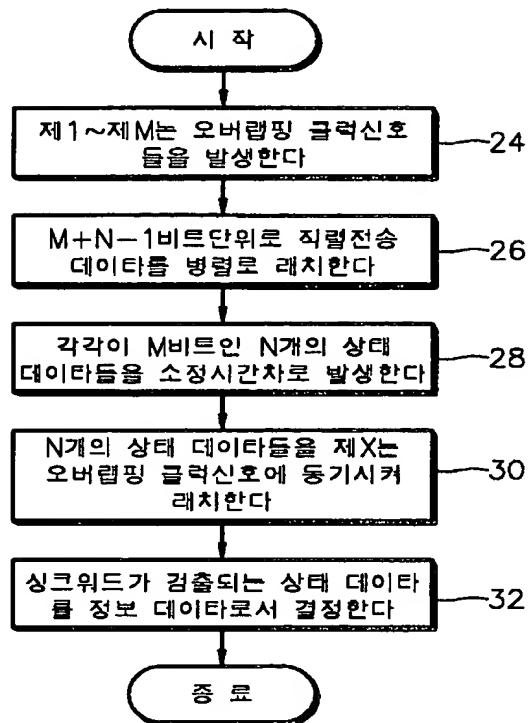 시 작
제1~제M는 오버랩핑 클럭신호
들을 발생한다
24
M+N-1비트단위로 직렬전송
데이타를 병렬로 래치한다
26
각각이 M비트인 N개의 상태
데이타들을 소정시간차로 발생한다
28
N개의 상태 데이타들을 제X는
오버랩핑 클럭신호에 동기시켜
래치한다
30
싱크워드가 검출되는 상태 데이타
를 정보 데이타로서 결정한다
32
종 료